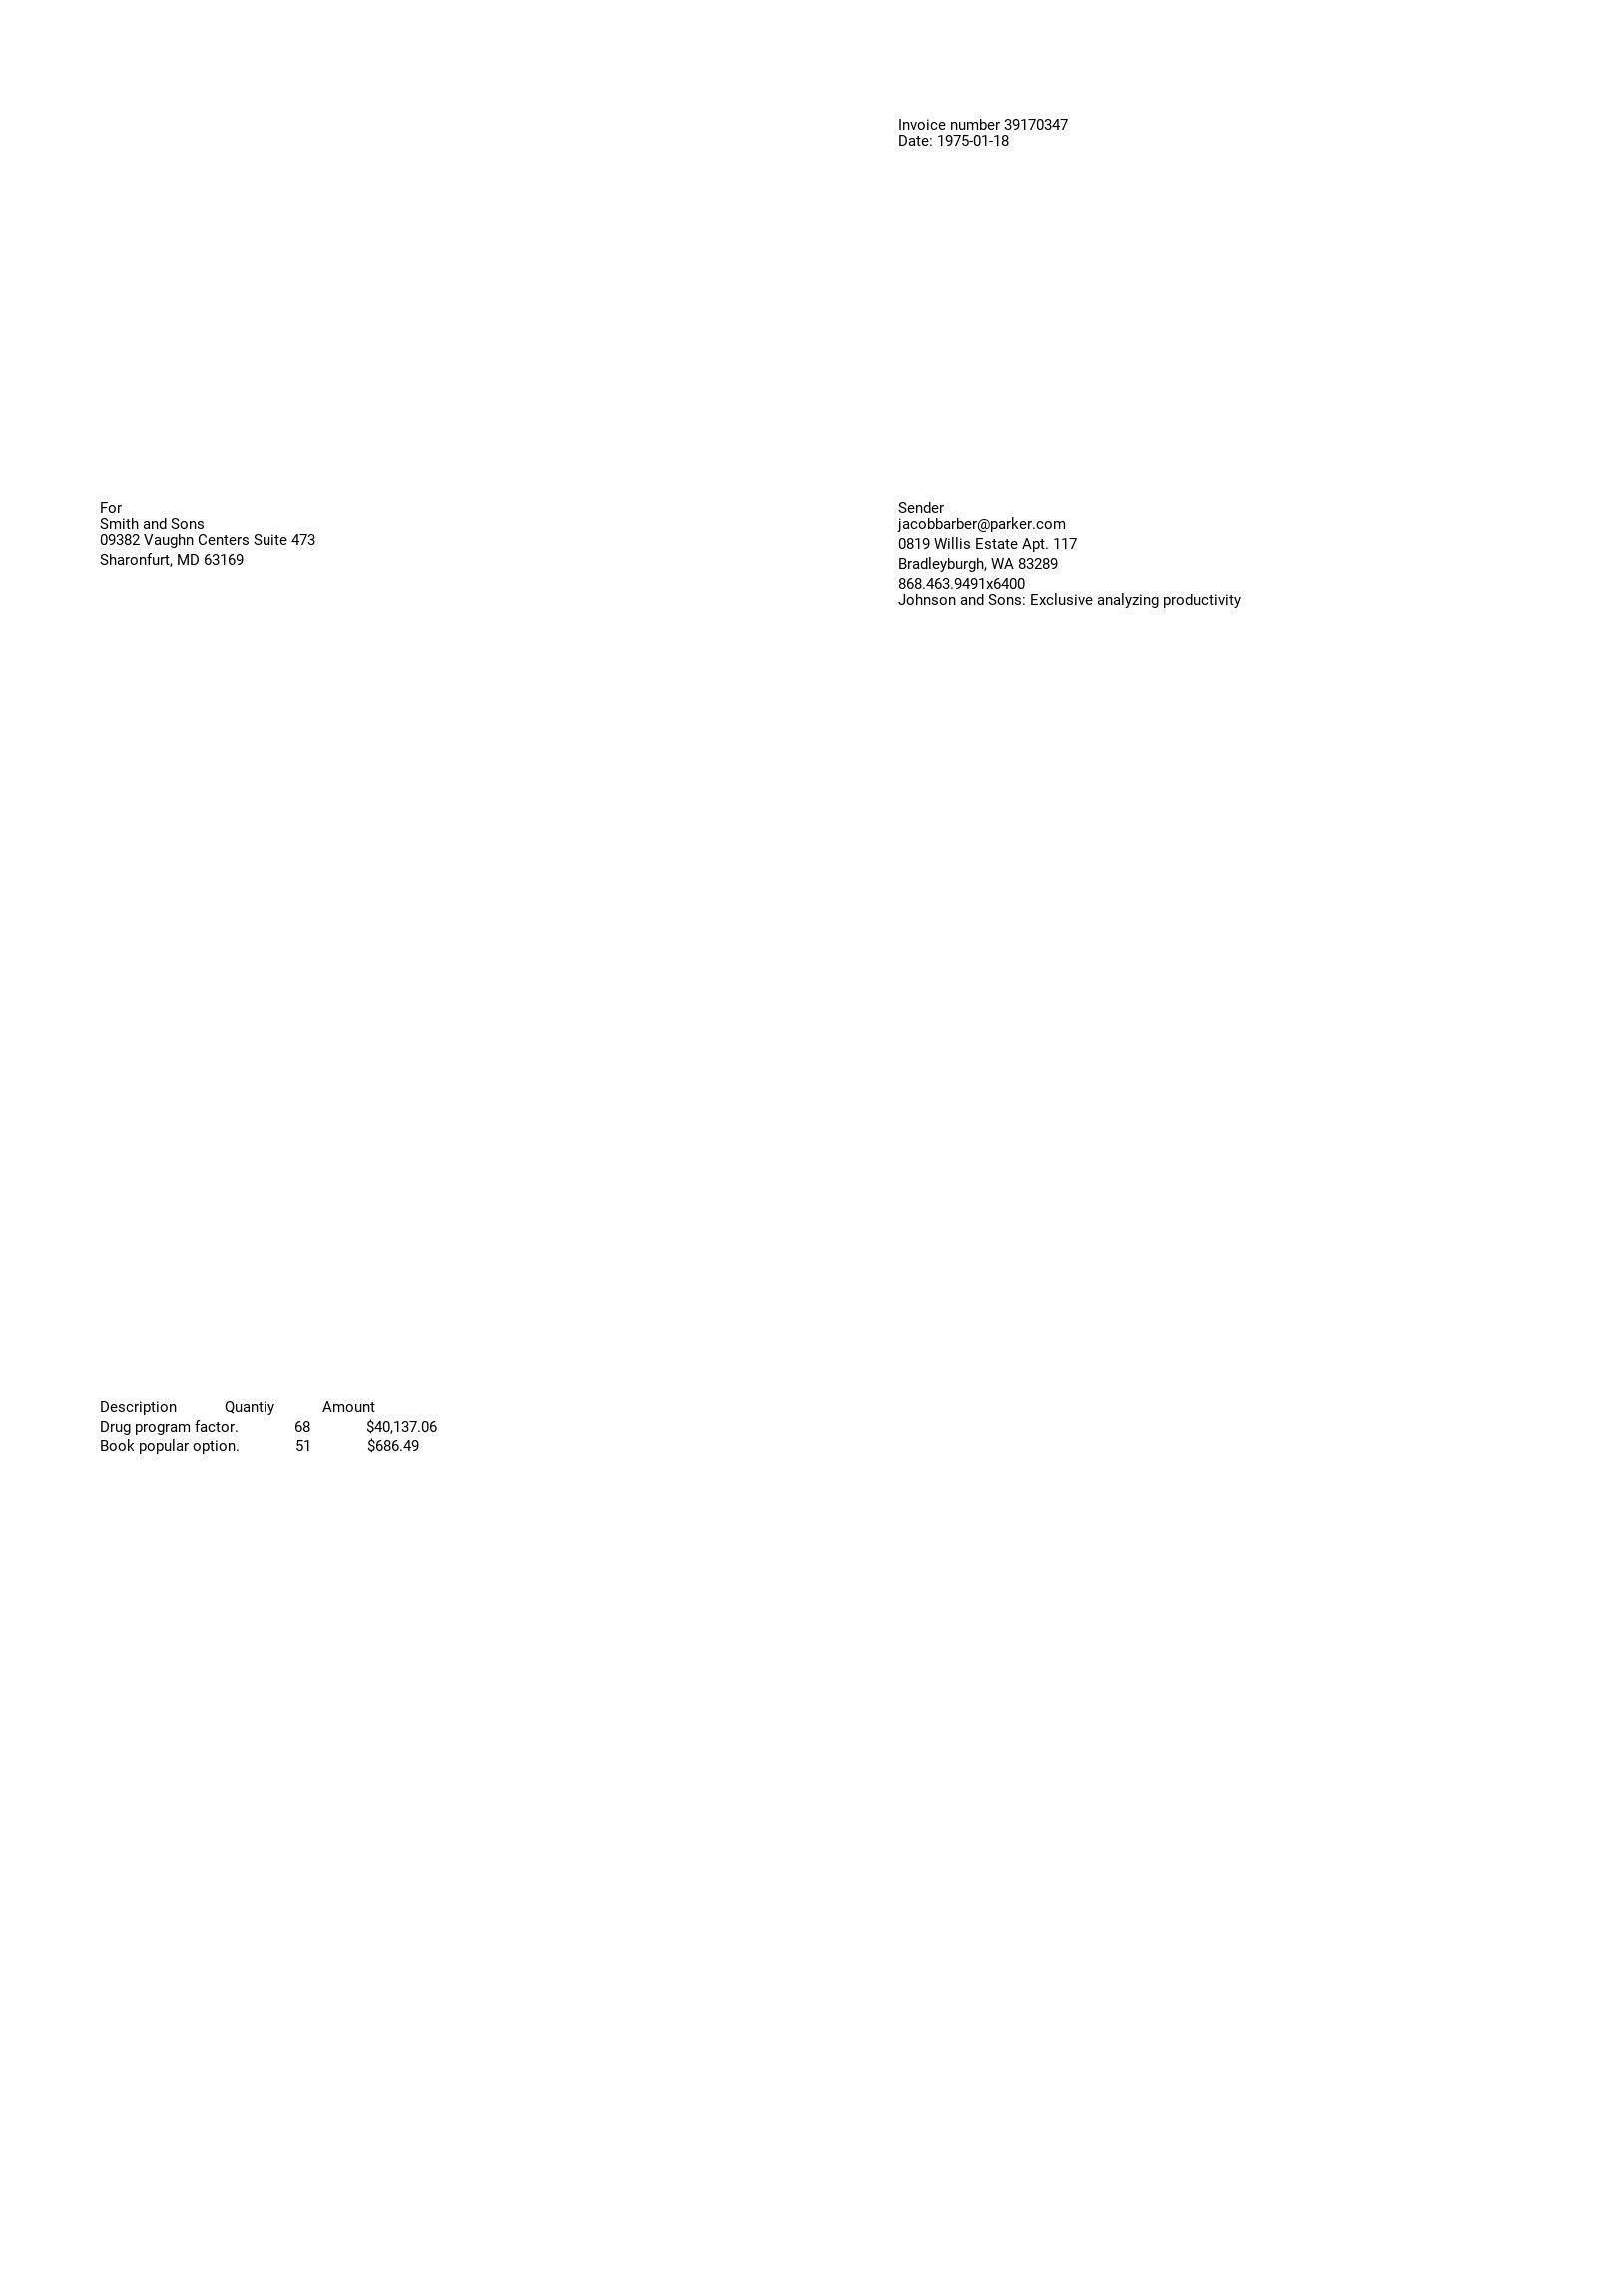 Invoice number 39170347
Date: 1975-01-18
For
Smith and Sons
09382 Vaughn Centers Suite 473
Sharonfurt, MD 63169
Sender
jacobbarber@parker.com
0819 Willis Estate Apt. 117
Bradleyburgh, WA 83289
868.463.9491x6400
Johnson and Sons: Exclusive analyzing productivity
Description Quantiy Amount
Drug program factor. 68 $40,137.06
Book popular option. 51 $686.49